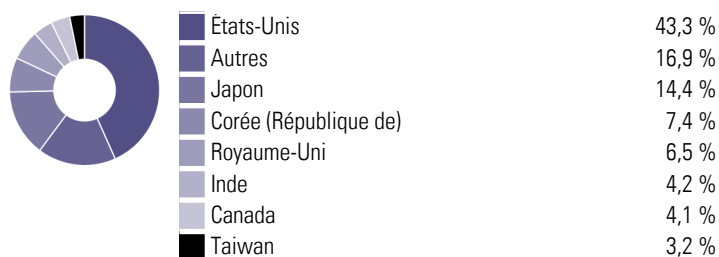 États-Unis 43,3 %
Autres 16,9 %
Japon 14,4 %
Corée (République de) 7,4 %
Royaume-Uni 6,5 %
Inde 4,2 %
Canada 4,1 %
Taiwan 3,2 %